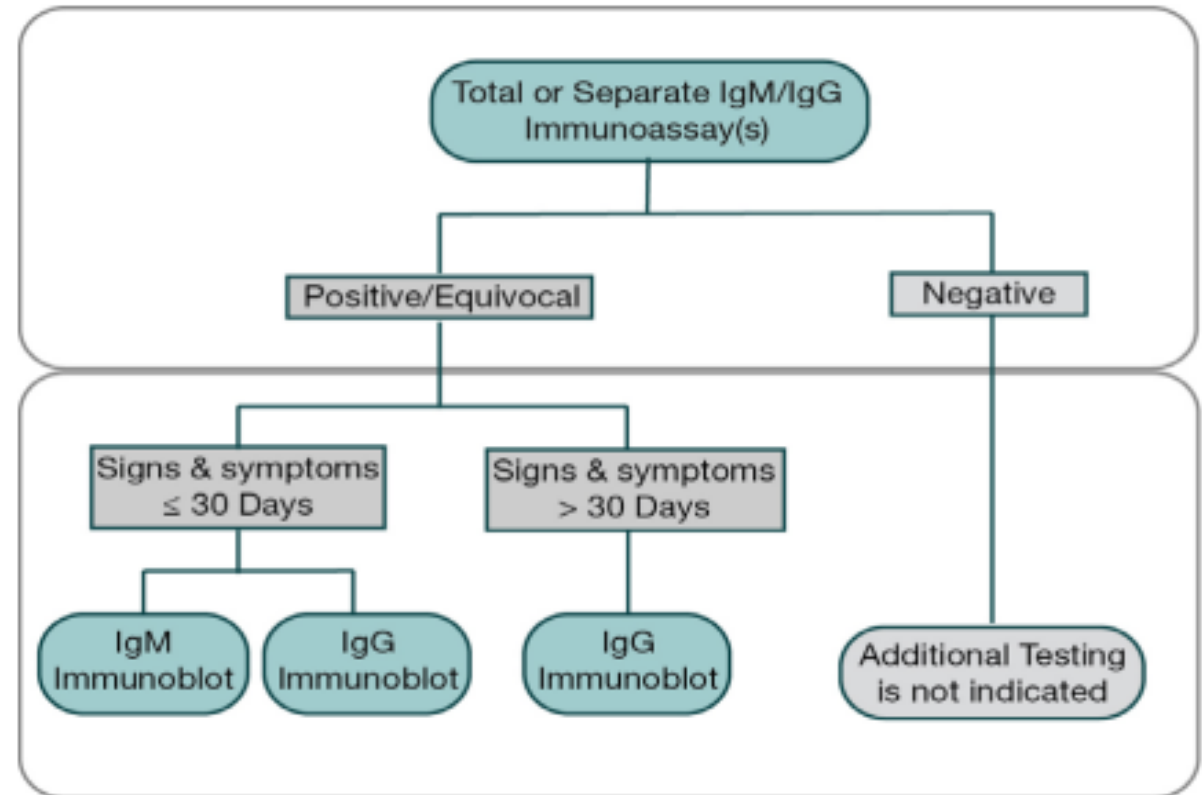 Total or Separate IgM/IgG
Immunoassay(s)
Positive/Equivocal
Negative
Signs & symptoms
≤ 30 Days
Signs & symptoms
> 30 Days
IgM
Immunoblot
IgG
Immunoblot
IgG
Immunoblot
Additional Testing
is not indicated